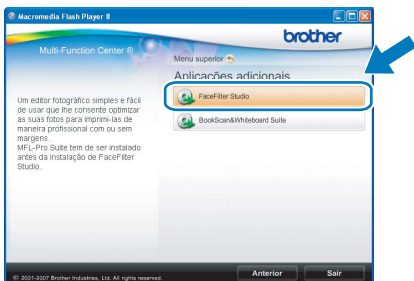 Macromedia Flash Player 8
brother
Multi-Function Center ®
Menu superior
Aplicações adicionais
FaceFilter Studio
BookScan&Whiteboard Suite
Um editor fotográfico simples e fácil
de usar que lhe consente optimizar
as suas fotos para imprimi-las de
maneira profissional com ou sem
margens.
MFL-Pro Suite tem de ser instalado
antes da instalação de FaceFilter
Studio.
© 2001-2007 Brother Industries, Ltd. All rights reserved.
Anterior
Sair